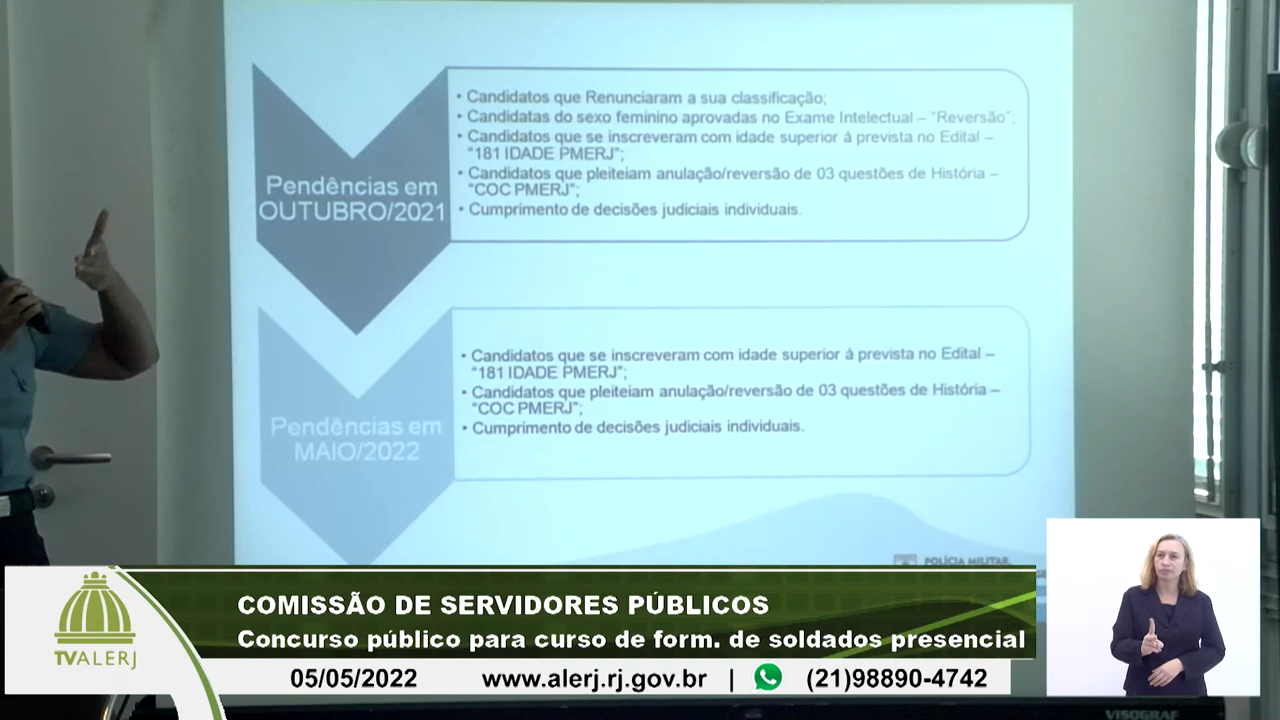 • Candidatos que Renunciaram a sua classificação;
• Candidatas do sexo feminino aprovadas no Exame Intelectual – “Reversão”;
• Candidatos que se inscreveram com idade superior à prevista no Edital –
“181 IDADE PMERJ”;
• Candidatos que pleiteiam anulação/reversão de 03 questões de História –
“COC PMERJ”;
• Cumprimento de decisões judiciais individuais.
Pendências em
OUTUBRO/2021
• Candidatos que se inscreveram com idade superior à prevista no Edital –
“181 IDADE PMERJ”;
• Candidatos que pleiteiam anulação/reversão de 03 questões de História –
“COC PMERJ”;
• Cumprimento de decisões judiciais individuais.
Pendências em
MAIO/2022
POLÍCIA MILITAR
COMISSÃO DE SERVIDORES PÚBLICOS
Concurso público para curso de form. de soldados presencial
TVALERJ
05/05/2022 www.alerj.rj.gov.br | (21)98890-4742
VISOGRAF